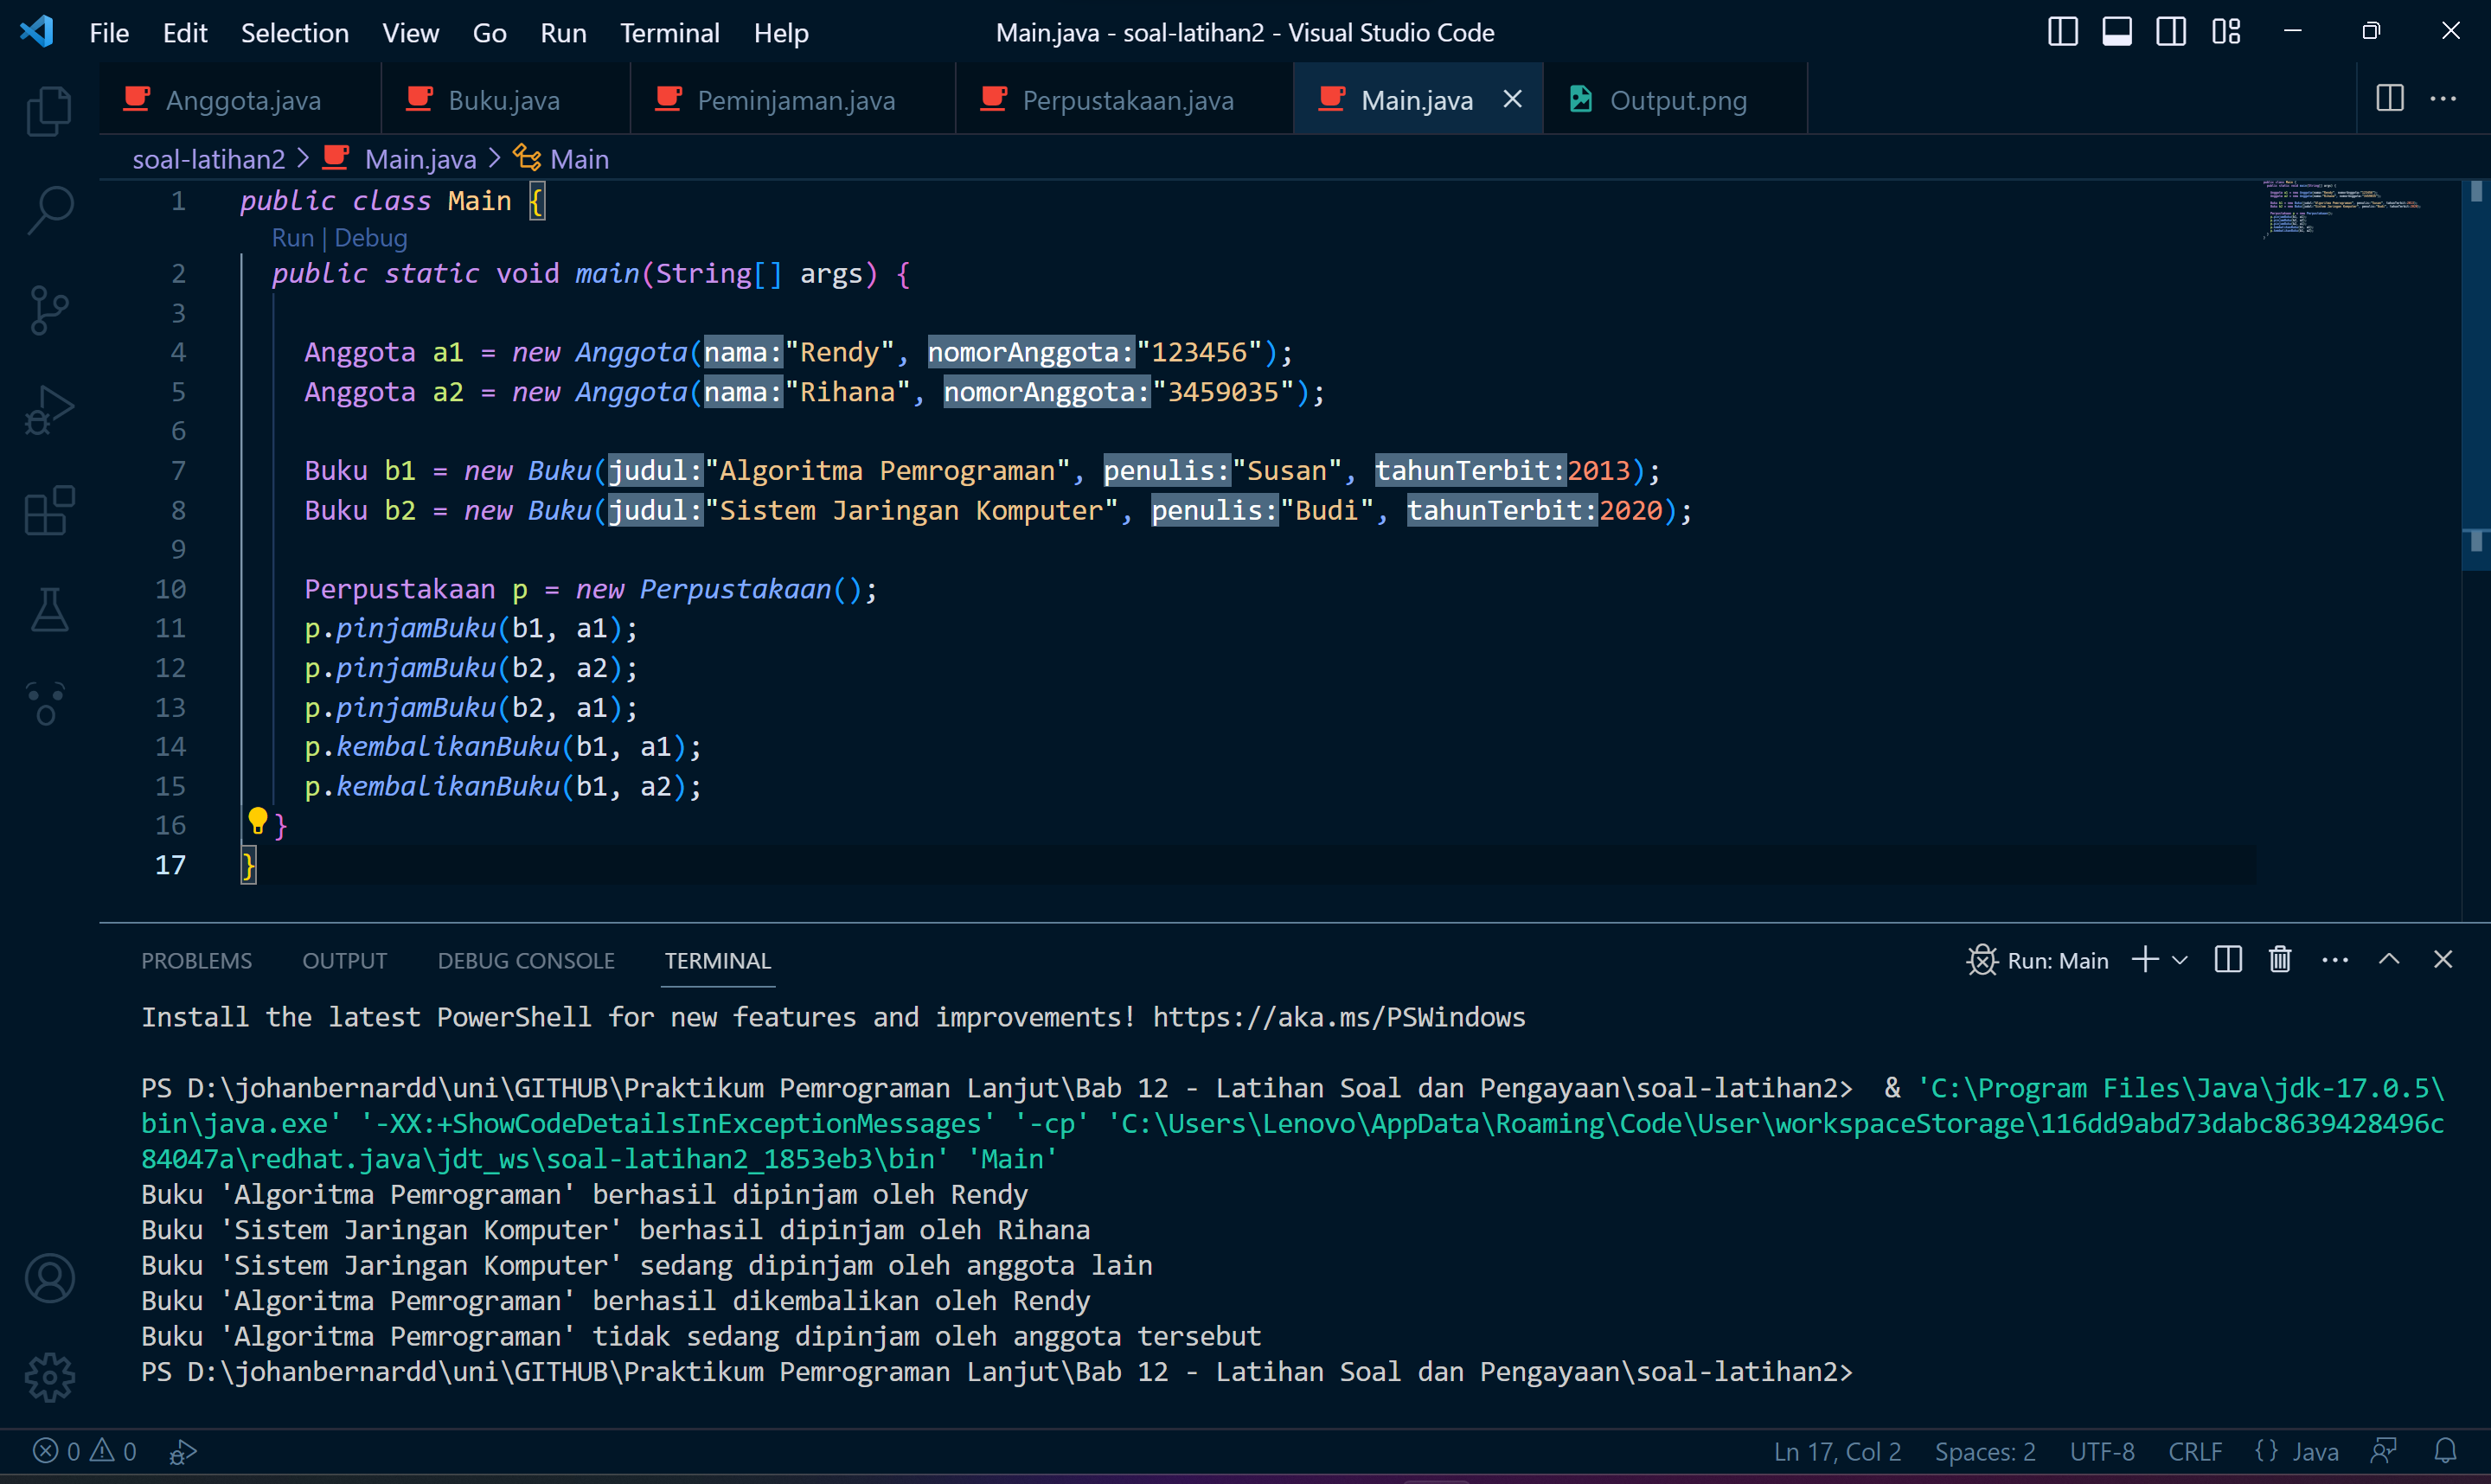 File Edit Selection View Go Run Terminal Help Main.java - soal-latihan2 - Visual Studio Code
Anggota.java Buku.java Peminjaman.java Perpustakaan.java Main.java Output.png
soal-latihan2 > Main.java > Main
1 public class Main {
Run | Debug
2 public static void main(String[] args) {
3
4 Anggota a1 = new Anggota(nama:"Rendy", nomorAnggota:"123456");
5 Anggota a2 = new Anggota(nama:"Rihana", nomorAnggota:"3459035");
6
7 Buku b1 = new Buku(judul:"Algoritma Pemrograman", penulis:"Susan", tahunTerbit:2013);
8 Buku b2 = new Buku(judul:"Sistem Jaringan Komputer", penulis:"Budi", tahunTerbit:2020);
9
10 Perpustakaan p = new Perpustakaan();
11 p.pinjamBuku(b1, a1);
12 p.pinjamBuku(b2, a2);
13 p.pinjamBuku(b2, a1);
14 p.kembalikanBuku(b1, a1);
15 p.kembalikanBuku(b1, a2);
16 }
17 }
PROBLEMS OUTPUT DEBUG CONSOLE TERMINAL Run: Main
Install the latest PowerShell for new features and improvements! https://aka.ms/PSWindows
PS D:\johanbernardd\uni\GITHUB\Praktikum Pemrograman Lanjut\Bab 12 - Latihan Soal dan Pengayaan\soal-latihan2> & 'C:\Program Files\Java\jdk-17.0.5\
bin\java.exe' '-XX:+ShowCodeDetailsInExceptionMessages' '-cp' 'C:\Users\Lenovo\AppData\Roaming\Code\User\workspaceStorage\116dd9abd73dabc8639428496c
84047a\redhat.java\jdt_ws\soal-latihan2_1853eb3\bin' 'Main'
Buku 'Algoritma Pemrograman' berhasil dipinjam oleh Rendy
Buku 'Sistem Jaringan Komputer' berhasil dipinjam oleh Rihana
Buku 'Sistem Jaringan Komputer' sedang dipinjam oleh anggota lain
Buku 'Algoritma Pemrograman' berhasil dikembalikan oleh Rendy
Buku 'Algoritma Pemrograman' tidak sedang dipinjam oleh anggota tersebut
PS D:\johanbernardd\uni\GITHUB\Praktikum Pemrograman Lanjut\Bab 12 - Latihan Soal dan Pengayaan\soal-latihan2>
0 0 Ln 17, Col 2 Spaces: 2 UTF-8 CRLF {} Java